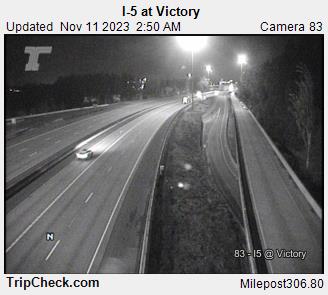 I-5 at Victory
Updated Nov 11 2023 2:50 AM Camera 83
T
N
83 - I5 @ Victory
TripCheck.com Milepost306.80